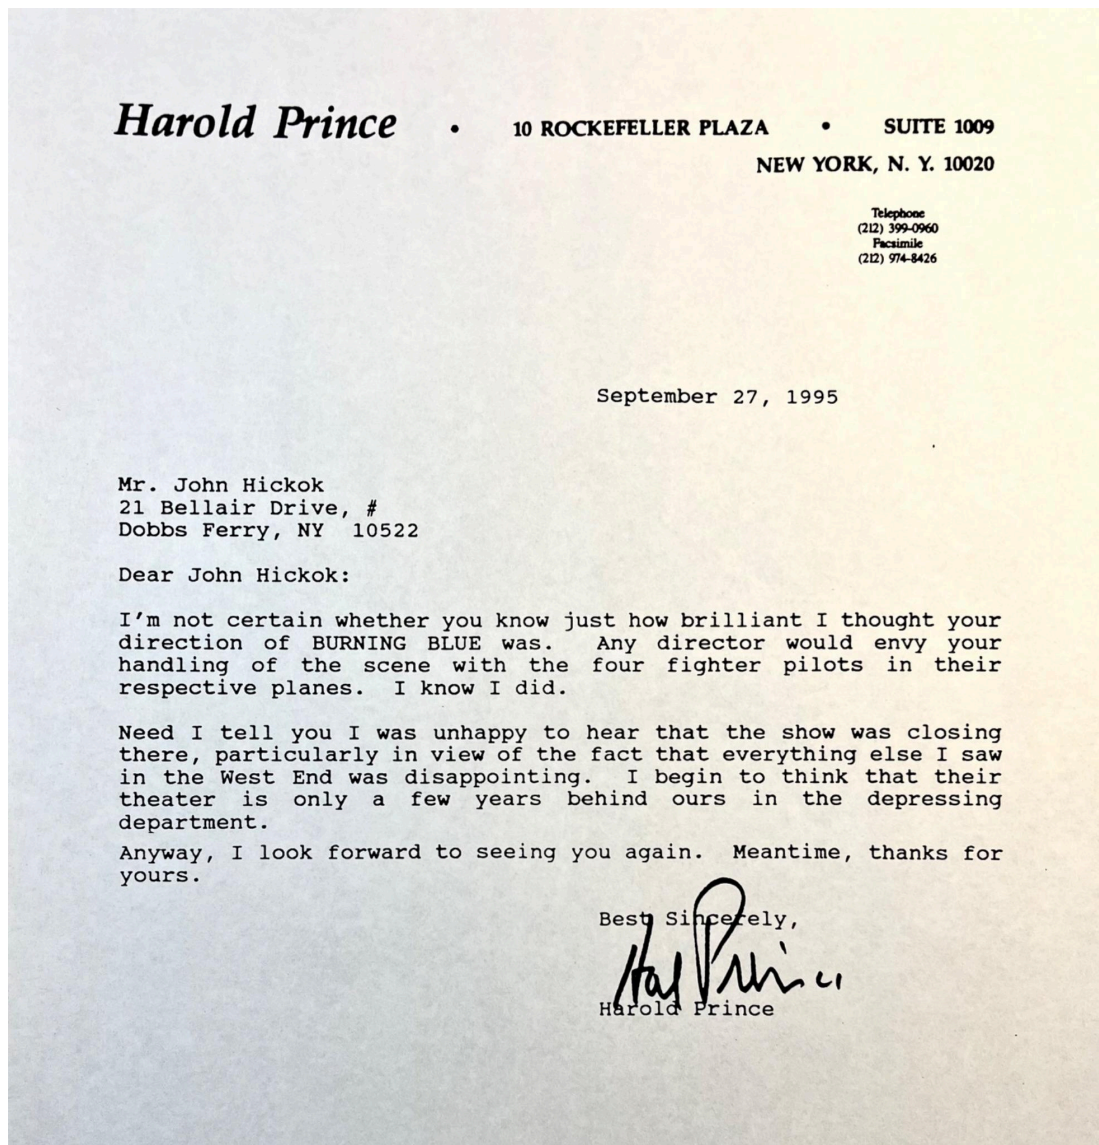 Harold Prince • 10 ROCKEFELLER PLAZA • SUITE 1009
NEW YORK, N. Y. 10020
Telephone
(212) 399-0960
Facsimile
(212) 974-8426
September 27, 1995
Mr. John Hickok
21 Bellair Drive, #
Dobbs Ferry, NY 10522
Dear John Hickok:
I'm not certain whether you know just how brilliant I thought your
direction of BURNING BLUE was. Any director would envy your
handling of the scene with the four fighter pilots in their
respective planes. I know I did.
Need I tell you I was unhappy to hear that the show was closing
there, particularly in view of the fact that everything else I saw
in the West End was disappointing. I begin to think that their
theater is only a few years behind ours in the depressing
department.
Anyway, I look forward to seeing you again. Meantime, thanks for
yours.
Best Sincerely,
Hal Prince
Harold Prince